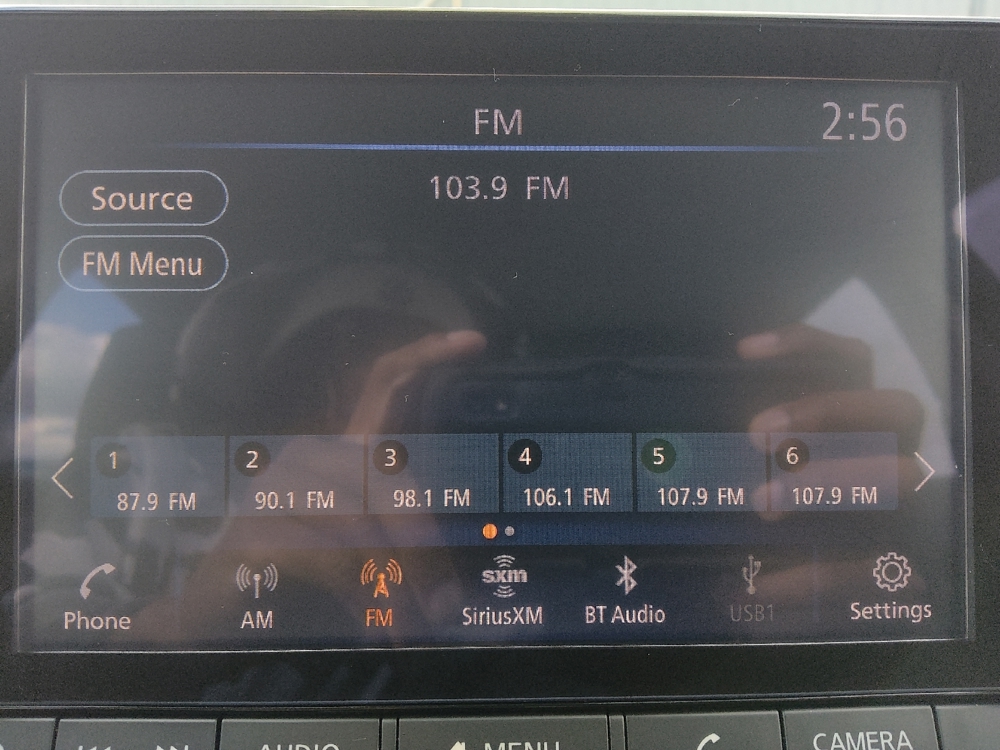 FM
2:56
Source
103.9 FM
FM Menu
1 2 3 4 5 6
87.9 FM 90.1 FM 98.1 FM 106.1 FM 107.9 FM 107.9 FM
sxm
Phone AM FM SiriusXM BT Audio USB1 Settings
AUDIO MENU CAMERA